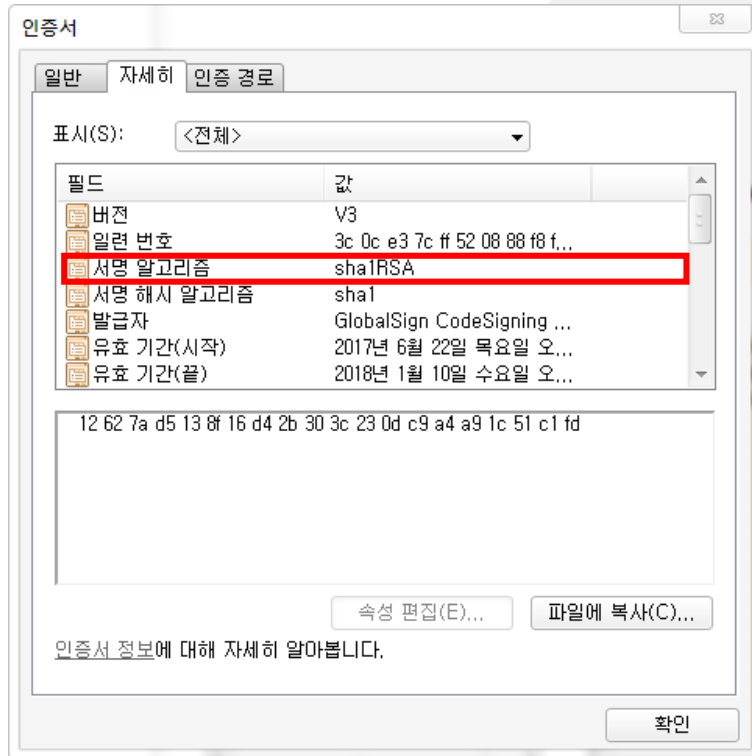 인증서
일반 자세히 인증 경로
표시(S): <전체>
필드 값
버전 V3
일련 번호 3c 0c e3 7c ff 52 08 88 f8 f...
서명 알고리즘 sha1RSA
서명 해시 알고리즘 sha1
발급자 GlobalSign CodeSigning ...
유효 기간(시작) 2017년 6월 22일 목요일 오...
유효 기간(끝) 2018년 1월 10일 수요일 오...
12 62 7a d5 13 8f 16 d4 2b 30 3c 23 0d c9 a4 a9 1c 51 c1 fd
속성 편집(E)... 파일에 복사(C)...
인증서 정보에 대해 자세히 알아봅니다.
확인